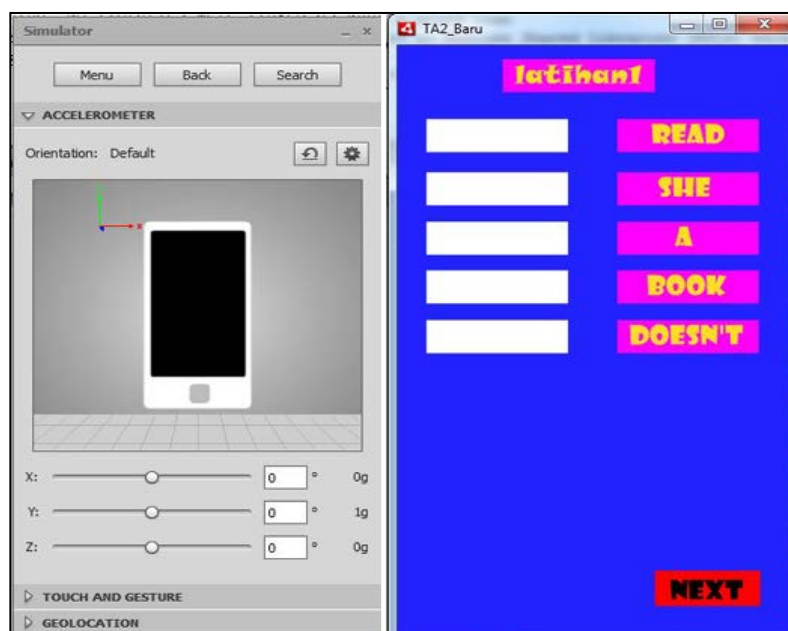 Simulator
Menu Back Search
ACCELEROMETER
Orientation: Default
x
X: 0 ° 0g
Y: 0 ° 1g
Z: 0 ° 0g
TOUCH AND GESTURE
GEOLOCATION
TA2_Baru
latihan1
READ
SHE
A
BOOK
DOESN'T
NEXT